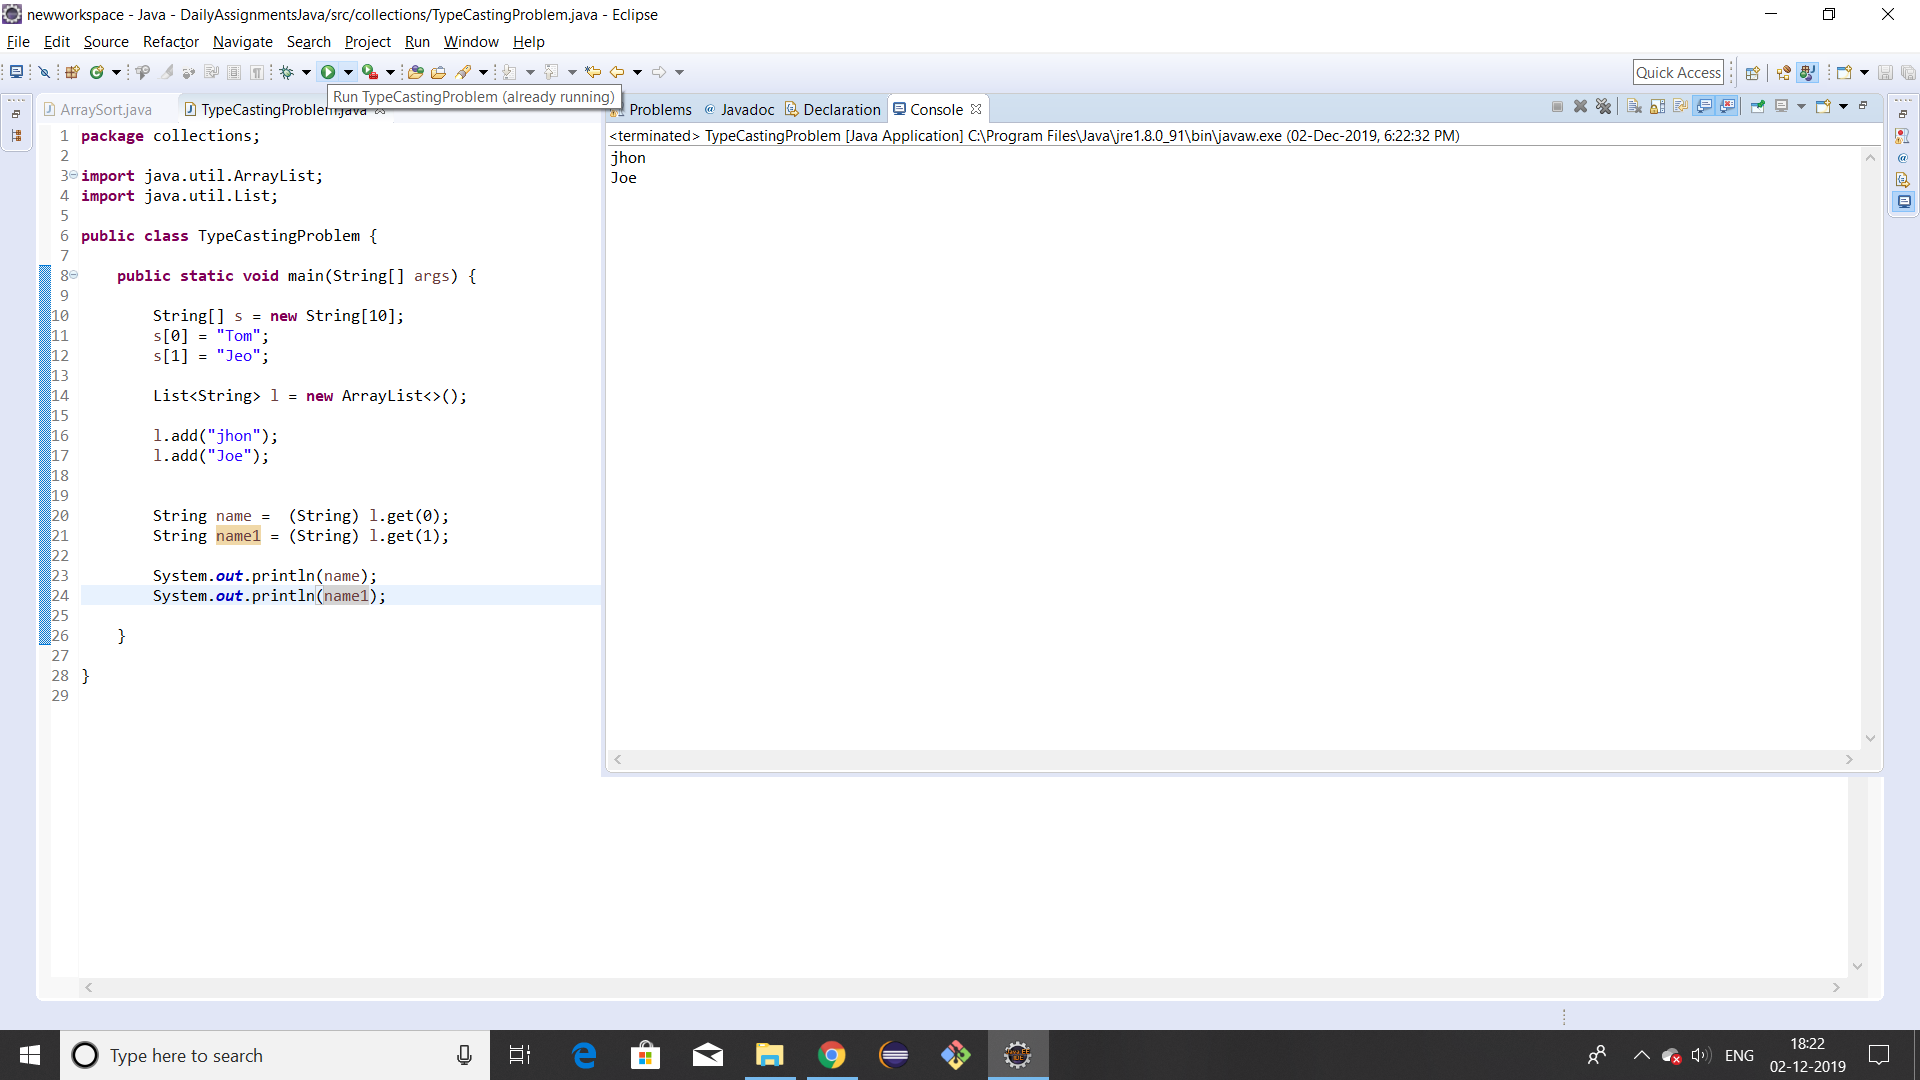 newworkspace - Java - DailyAssignmentsJava/src/collections/TypeCastingProblem.java - Eclipse
File Edit Source Refactor Navigate Search Project Run Window Help
Quick Access
ArraySort.java TypeCastingProblem.java
Run TypeCastingProblem (already running)
Problems @ Javadoc Declaration Console
<terminated> TypeCastingProblem [Java Application] C:\Program Files\Java\jre1.8.0_91\bin\javaw.exe (02-Dec-2019, 6:22:32 PM)
jhon
Joe
1 package collections;
2
3 import java.util.ArrayList;
4 import java.util.List;
5
6 public class TypeCastingProblem {
7
8     public static void main(String[] args) {
9
10         String[] s = new String[10];
11         s[0] = "Tom";
12         s[1] = "Jeo";
13
14         List<String> l = new ArrayList<>();
15
16         l.add("jhon");
17         l.add("Joe");
18
19
20         String name =  (String) l.get(0);
21         String name1 = (String) l.get(1);
22
23         System.out.println(name);
24         System.out.println(name1);
25
26     }
27
28 }
29
Type here to search
ENG
18:22
02-12-2019